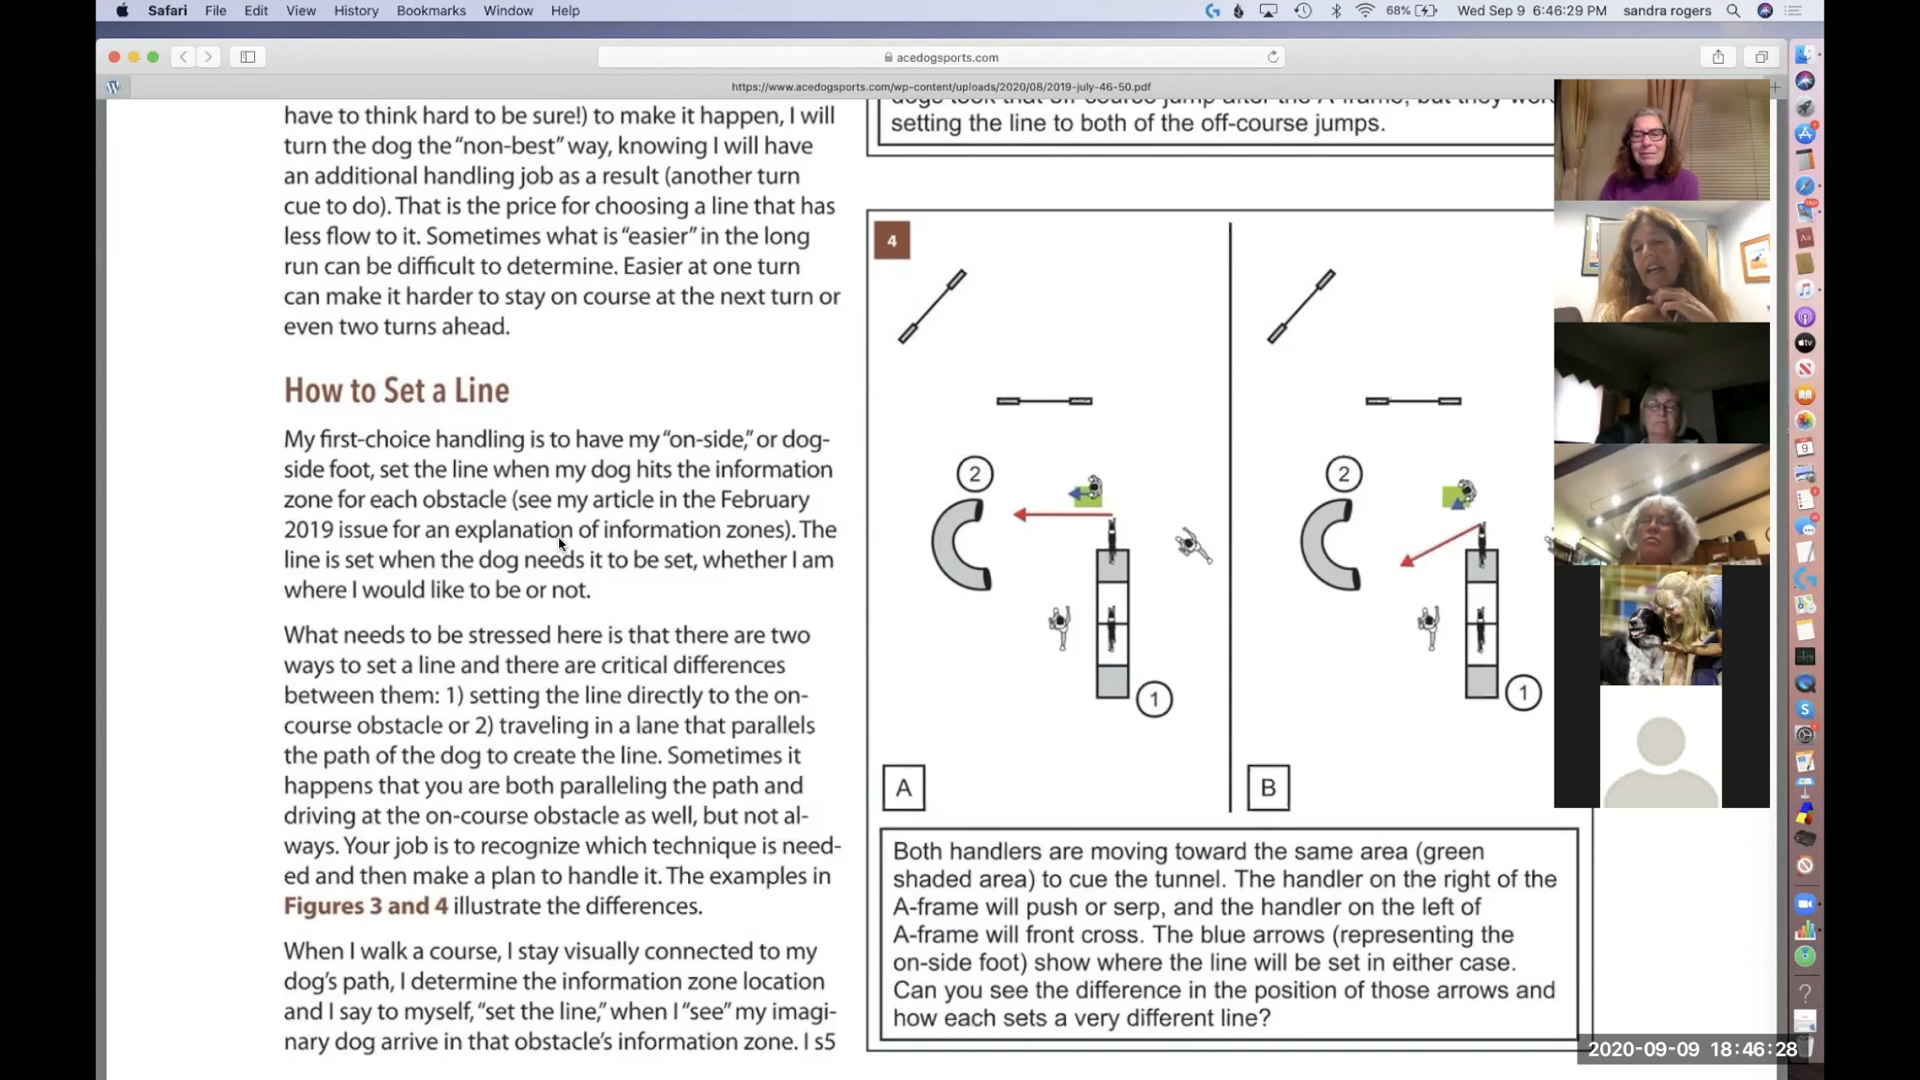 Safari File Edit View History Bookmarks Window Help 68% Wed Sep 9 6:46:29 PM sandra rogers
acedogsports.com
https://www.acedogsports.com/wp-content/uploads/2020/08/2019-july-46-50.pdf
have to think hard to be sure!) to make it happen, I will
turn the dog the “non-best” way, knowing I will have
an additional handling job as a result (another turn
cue to do). That is the price for choosing a line that has
less flow to it. Sometimes what is “easier” in the long
run can be difficult to determine. Easier at one turn
can make it harder to stay on course at the next turn or
even two turns ahead.
How to Set a Line
My first-choice handling is to have my “on-side,” or dog-
side foot, set the line when my dog hits the information
zone for each obstacle (see my article in the February
2019 issue for an explanation of information zones). The
line is set when the dog needs it to be set, whether I am
where I would like to be or not.
What needs to be stressed here is that there are two
ways to set a line and there are critical differences
between them: 1) setting the line directly to the on-
course obstacle or 2) traveling in a lane that parallels
the path of the dog to create the line. Sometimes it
happens that you are both paralleling the path and
driving at the on-course obstacle as well, but not al-
ways. Your job is to recognize which technique is need-
ed and then make a plan to handle it. The examples in
Figures 3 and 4 illustrate the differences.
When I walk a course, I stay visually connected to my
dog’s path, I determine the information zone location
and I say to myself, “set the line,” when I “see” my imagi-
nary dog arrive in that obstacle’s information zone. I s5
dogs took that off-course jump after the A-frame, but they were
setting the line to both of the off-course jumps.
4
2
1
A
2
1
B
Both handlers are moving toward the same area (green
shaded area) to cue the tunnel. The handler on the right of the
A-frame will push or serp, and the handler on the left of
A-frame will front cross. The blue arrows (representing the
on-side foot) show where the line will be set in either case.
Can you see the difference in the position of those arrows and
how each sets a very different line?
2020-09-09 18:46:28